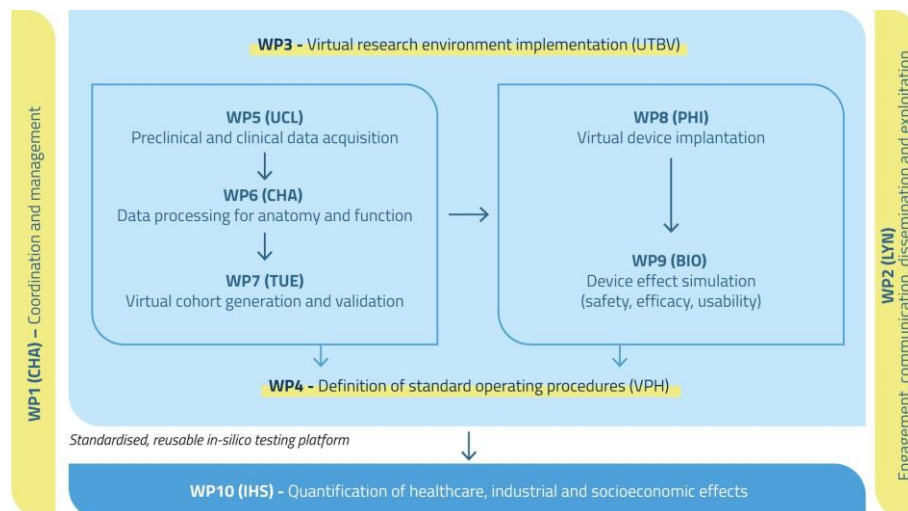 WP1 (CHA) – Coordination and management
WP3 - Virtual research environment implementation (UTBV)
WP5 (UCL)
Preclinical and clinical data acquisition
WP6 (CHA)
Data processing for anatomy and function
WP7 (TUE)
Virtual cohort generation and validation
WP8 (PHI)
Virtual device implantation
WP9 (BIO)
Device effect simulation
(safety, efficacy, usability)
WP4 - Definition of standard operating procedures (VPH)
Standardised, reusable in-silico testing platform
WP10 (IHS) - Quantification of healthcare, industrial and socioeconomic effects
WP2 (LYN)
Engagement, communication, dissemination and exploitation